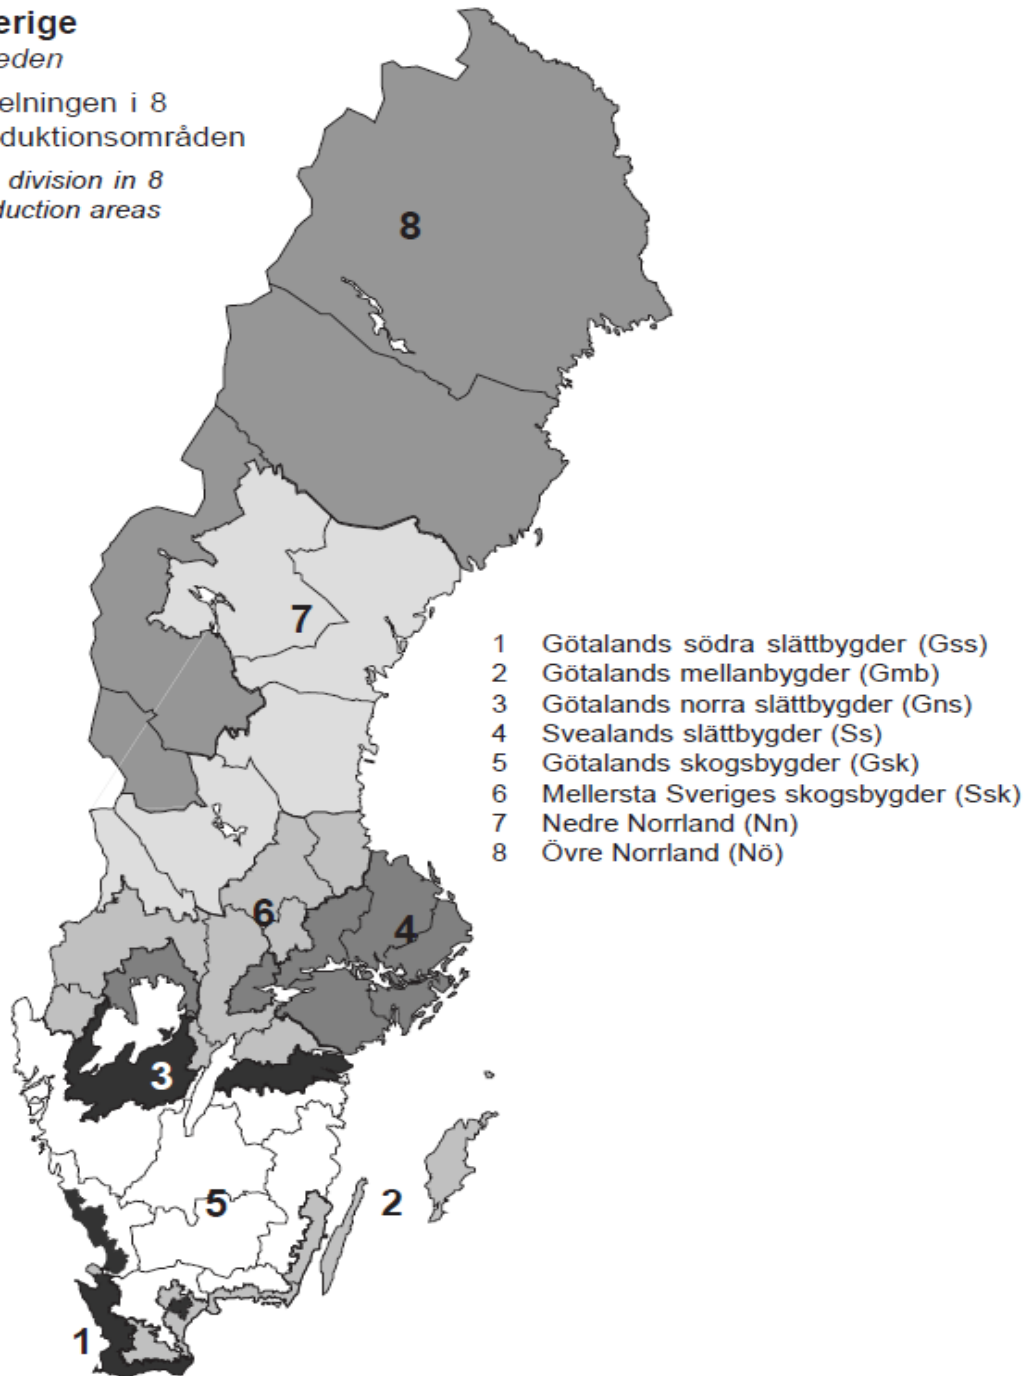 erige
eden
elningen i 8
duktionsområden
division in 8
duction areas
8
7
1 Götalands södra slättbygder (Gss)
2 Götalands mellanbygder (Gmb)
3 Götalands norra slättbygder (Gns)
4 Svealands slättbygder (Ss)
5 Götalands skogsbygder (Gsk)
6 Mellersta Sveriges skogsbygder (Ssk)
7 Nedre Norrland (Nn)
8 Övre Norrland (Nö)
6
4
3
5
2
1